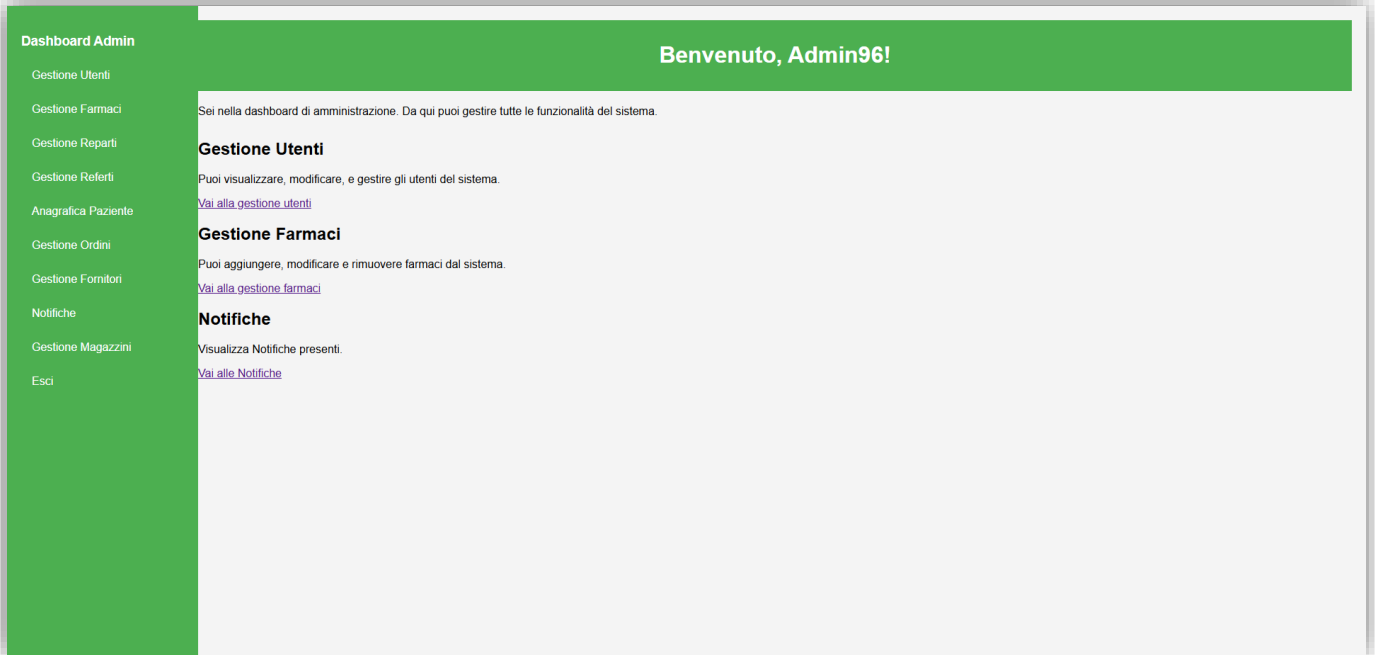 Dashboard Admin
Gestione Utenti
Gestione Farmaci
Gestione Reparti
Gestione Referti
Anagrafica Paziente
Gestione Ordini
Gestione Fornitori
Notifiche
Gestione Magazzini
Esci
Benvenuto, Admin96!
Sei nella dashboard di amministrazione. Da qui puoi gestire tutte le funzionalità del sistema.
Gestione Utenti
Puoi visualizzare, modificare, e gestire gli utenti del sistema.
Vai alla gestione utenti
Gestione Farmaci
Puoi aggiungere, modificare e rimuovere farmaci dal sistema.
Vai alla gestione farmaci
Notifiche
Visualizza Notifiche presenti.
Vai alle Notifiche